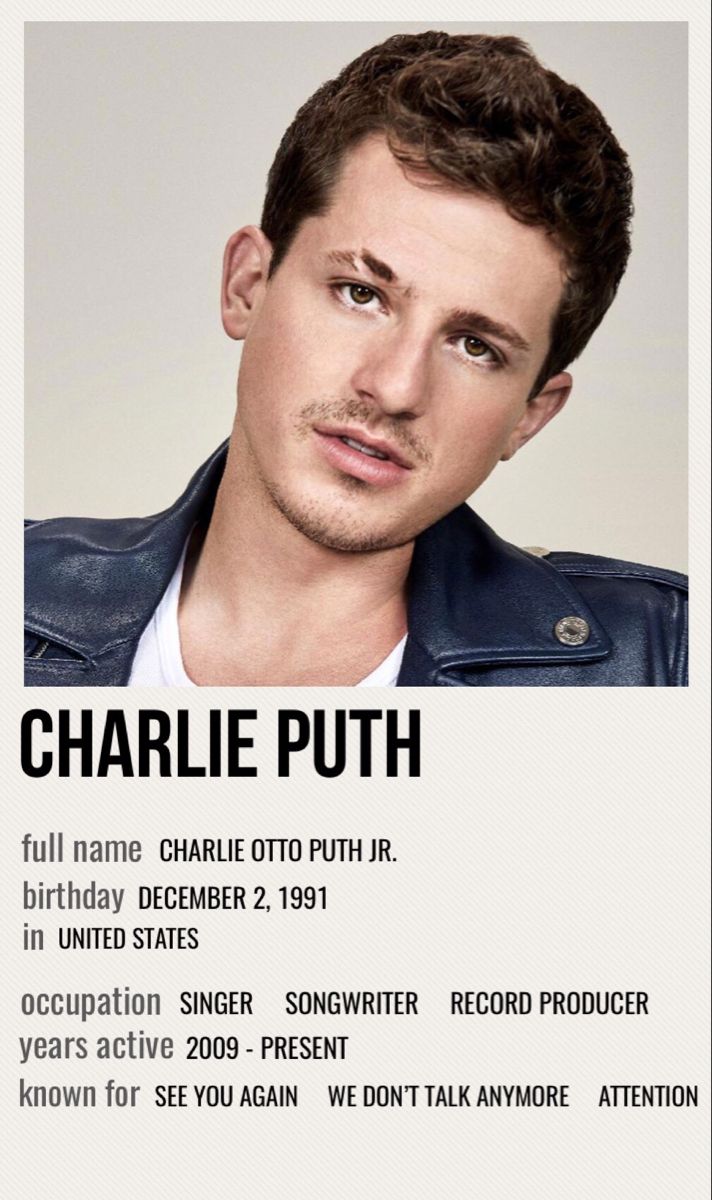 CHARLIE PUTH
full name CHARLIE OTTO PUTH JR.
birthday DECEMBER 2, 1991
in UNITED STATES
occupation SINGER SONGWRITER RECORD PRODUCER
years active 2009 - PRESENT
known for SEE YOU AGAIN WE DON'T TALK ANYMORE ATTENTION